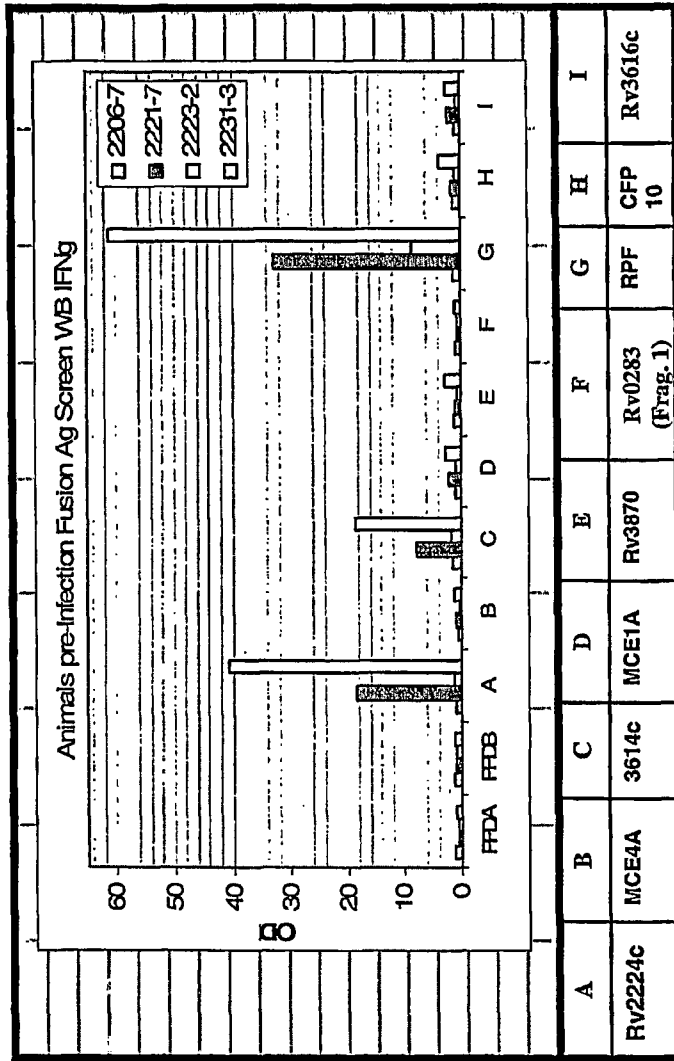 Animals pre-Infection Fusion Ag Screen WB IFNg
2206-7
2221-7
2223-2
2231-3
OD
60
50
40
30
20
10
0
PPDA PPDB A B C D E F G H I
A B C D E F G H I
Rv2224c MCE4A 3614c MCE1A Rv3870 Rv0283 (Frag. 1) RPF CFP 10 Rv3616c